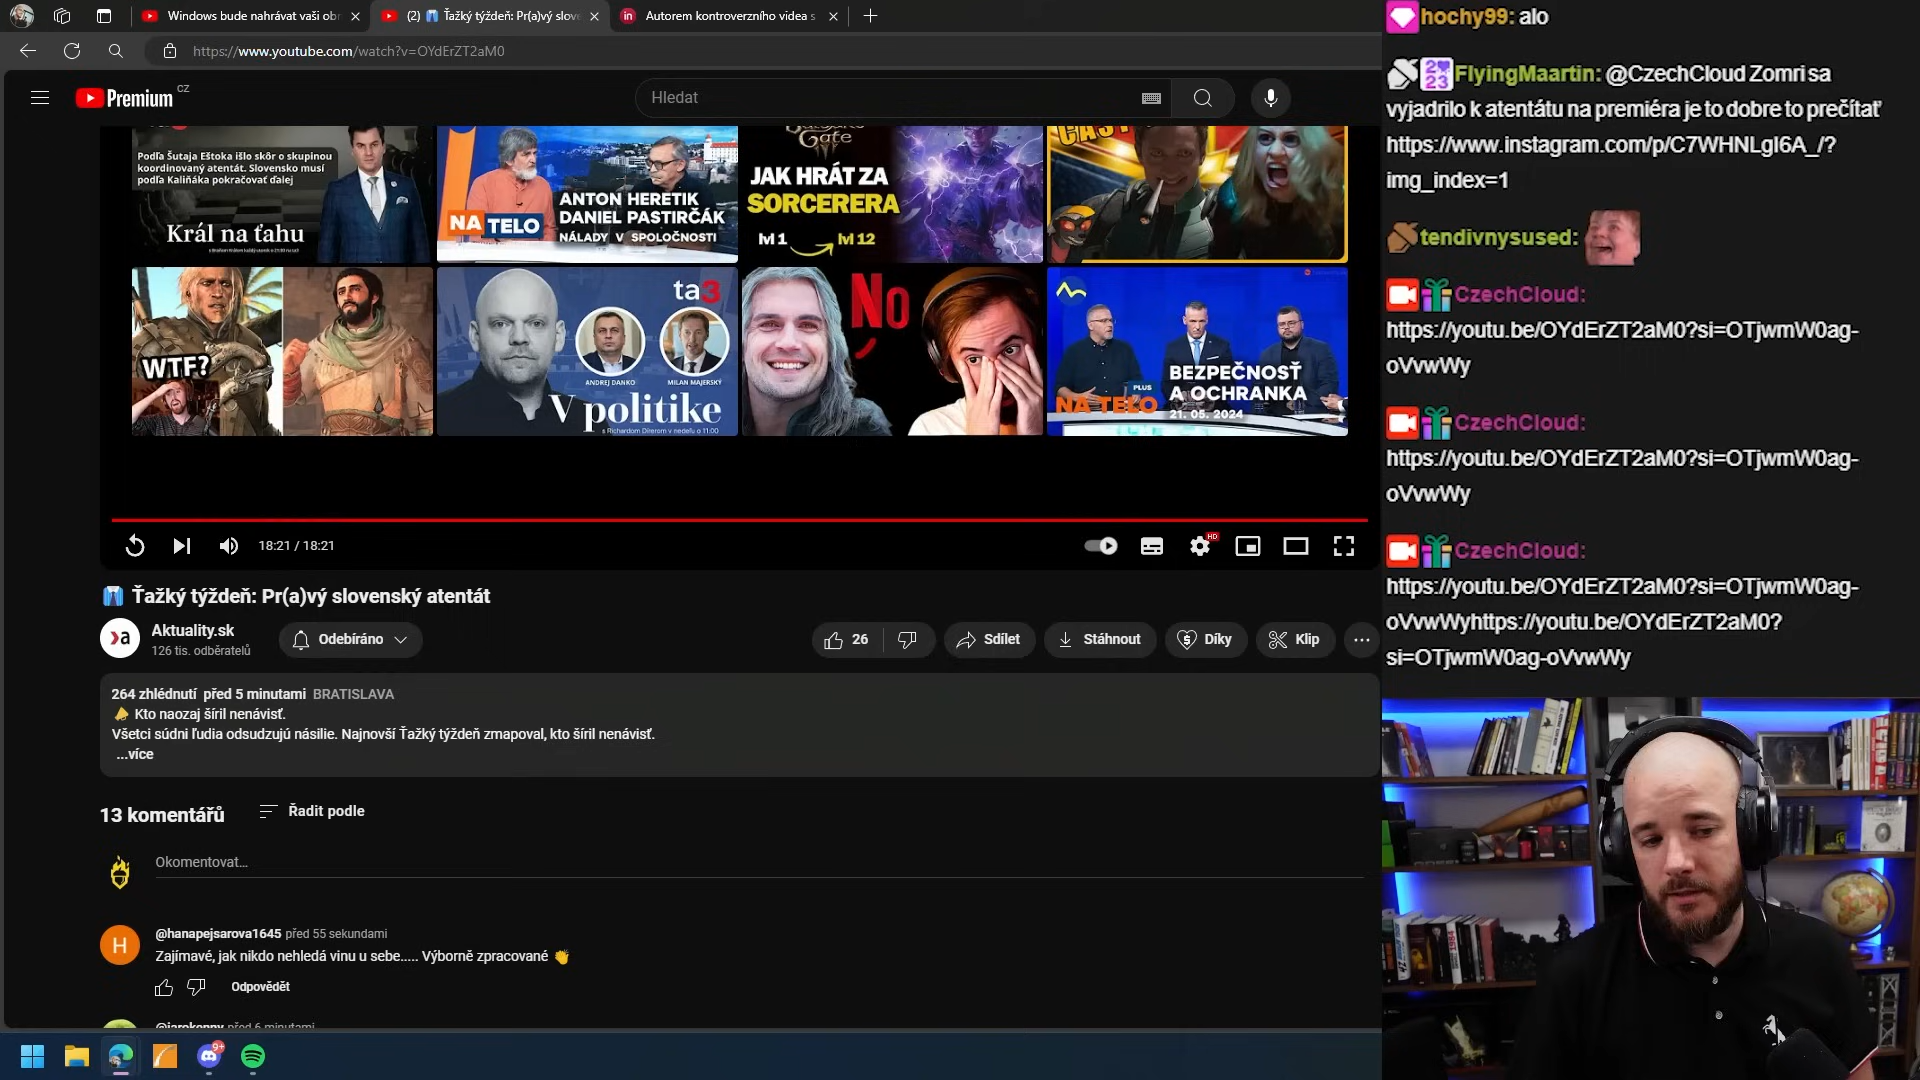 Windows bude nahrávat vaši obr
(2) Ťažký týždeň: Pr(a)vý slove
Autorem kontroverzního videa s
https://www.youtube.com/watch?v=OYdErZT2aM0
Premium CZ
Hledat
Podľa Šutaja Eštoka išlo skôr o skupinou
koordinovaný atentát. Slovensko musí
podľa Kaliňáka pokračovať ďalej
Král na ťahu
NA TELO
ANTON HERETIK
DANIEL PASTIRČÁK
NÁLADY V SPOLOČNOSTI
Gate
JAK HRÁT ZA
SORCERERA
lvl 1
lvl 12
CAST
WTF?
ta3
ANDREJ DANKO
MILAN MAJERSKÝ
V politike
s Richardom Dírerom v nedeľu o 11:00
NO
BEZPEČNOSŤ
A OCHRANKA
NA TELO PLUS
21. 05. 2024
18:21 / 18:21
HD
Ťažký týždeň: Pr(a)vý slovenský atentát
Aktuality.sk
126 tis. odběratelů
Odebíráno
26
Sdílet
Stáhnout
Díky
Klip
264 zhlédnutí před 5 minutami BRATISLAVA
Kto naozaj šíril nenávisť.
Všetci súdni ľudia odsudzujú násilie. Najnovší Ťažký týždeň zmapoval, kto šíril nenávisť.
...více
13 komentářů
Řadit podle
Okomentovat...
H
@hanapejsarova1645 před 55 sekundami
Zajímavé, jak nikdo nehledá vinu u sebe..... Výborně zpracované
Odpovědět
@jarokenny před 6 minutami
9+
hochy99: alo
FlyingMaartin: @CzechCloud Zomri sa
vyjadrilo k atentátu na premiéra je to dobre to prečítať
https://www.instagram.com/p/C7WHNLgI6A_/?
img_index=1
tendivnysused:
CzechCloud:
https://youtu.be/OYdErZT2aM0?si=OTjwmW0ag-
oVvwWy
CzechCloud:
https://youtu.be/OYdErZT2aM0?si=OTjwmW0ag-
oVvwWy
CzechCloud:
https://youtu.be/OYdErZT2aM0?si=OTjwmW0ag-
oVvwWyhttps://youtu.be/OYdErZT2aM0?
si=OTjwmW0ag-oVvwWy